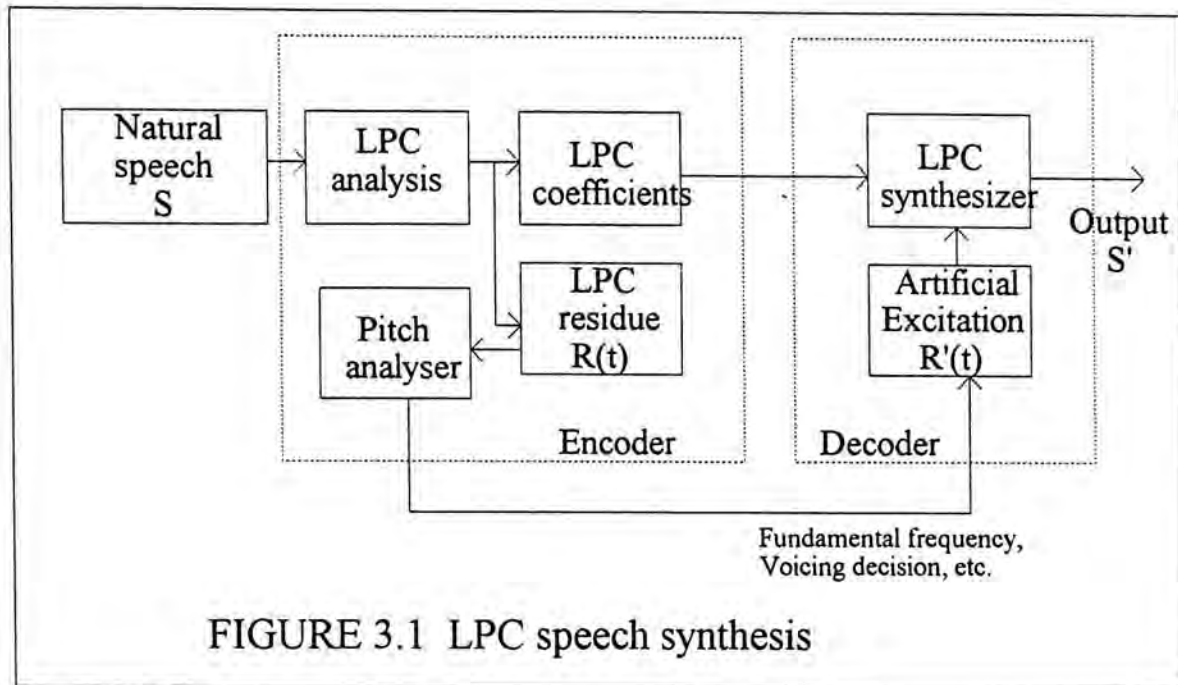 Natural
speech
S
LPC
analysis
LPC
coefficients
LPC
synthesizer
Output
S'
Pitch
analyser
LPC
residue
R(t)
Artificial
Excitation
R'(t)
Encoder
Decoder
Fundamental frequency,
Voicing decision, etc.
FIGURE 3.1 LPC speech synthesis